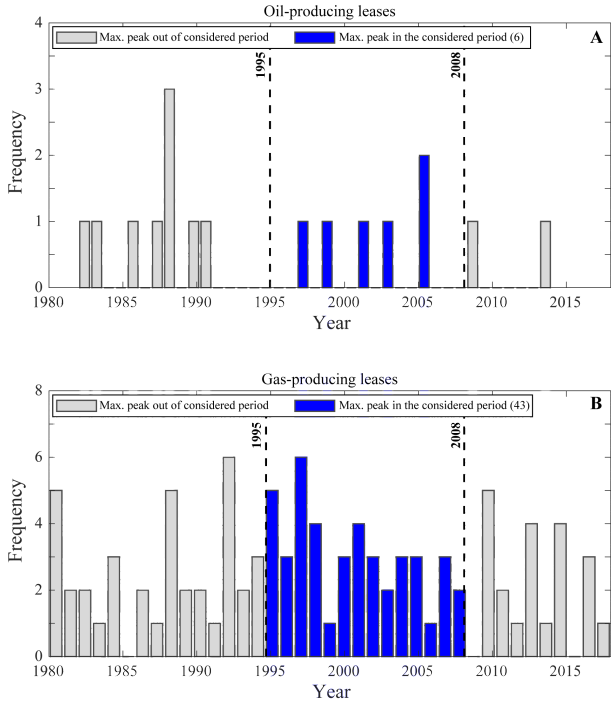 Oil-producing leases
Max. peak out of considered period
Max. peak in the considered period (6)
A
1995
2008
Frequency
4
3
2
1
0
1980 1985 1990 1995 2000 2005 2010 2015
Year
Gas-producing leases
Max. peak out of considered period
Max. peak in the considered period (43)
B
1995
2008
Frequency
8
6
4
2
0
1980 1985 1990 1995 2000 2005 2010 2015
Year